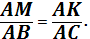 AM/AB = AK/AC.